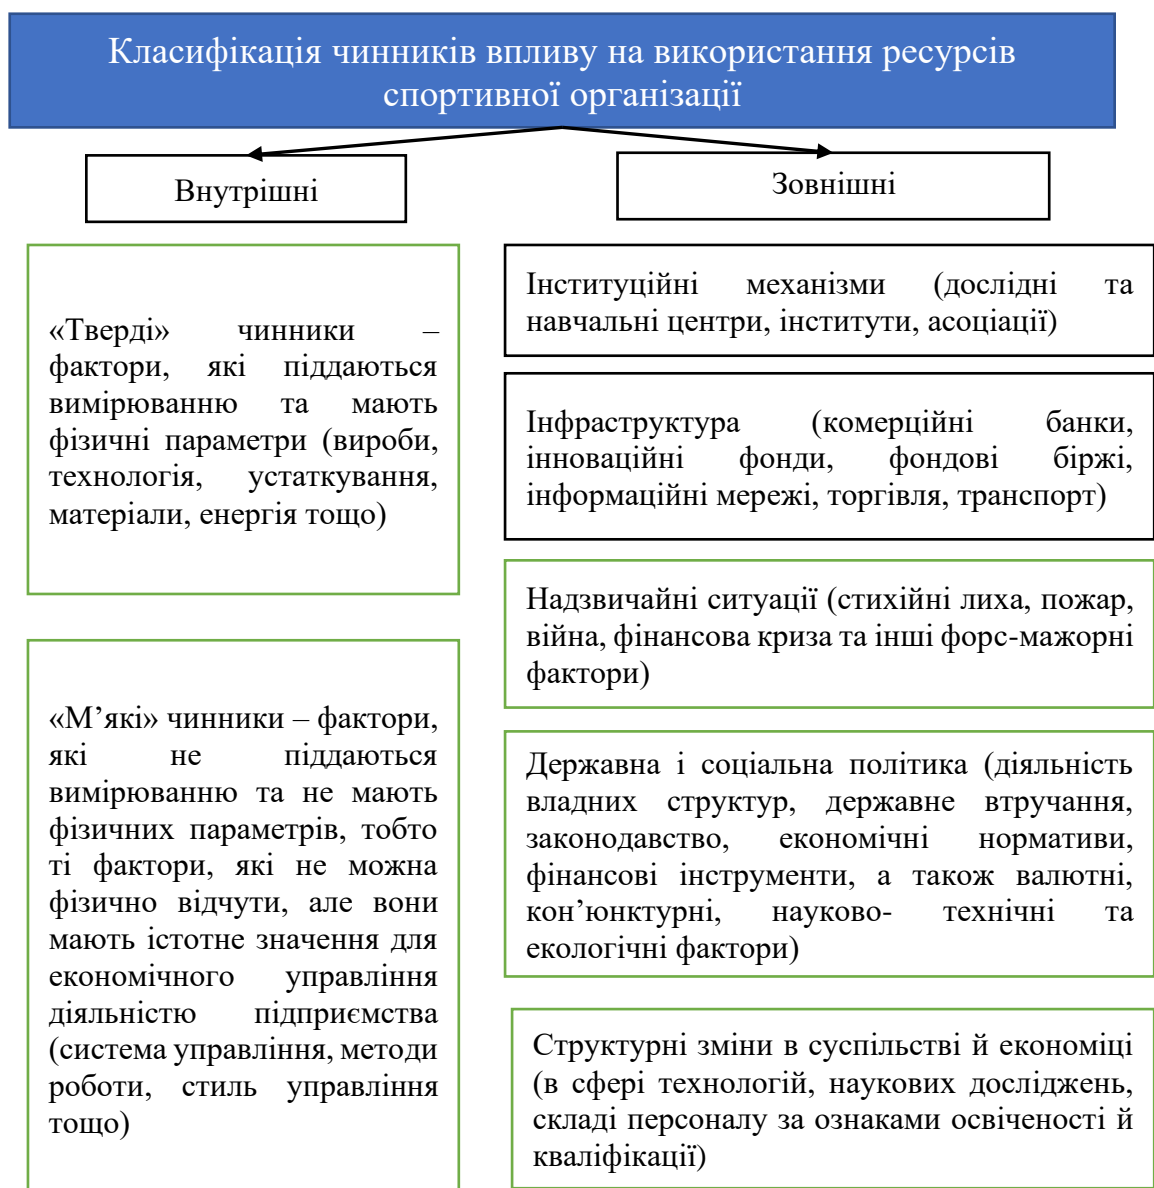 Класифікація чинників впливу на використання ресурсів
спортивної організації
Внутрішні
Зовнішні
«Тверді» чинники –
фактори, які піддаються
вимірюванню та мають
фізичні параметри (вироби,
технологія, устаткування,
матеріали, енергія тощо)
«М’які» чинники – фактори,
які не піддаються
вимірюванню та не мають
фізичних параметрів, тобто
ті фактори, які не можна
фізично відчути, але вони
мають істотне значення для
економічного управління
діяльністю підприємства
(система управління, методи
роботи, стиль управління
тощо)
Інституційні механізми (дослідні та
навчальні центри, інститути, асоціації)
Інфраструктура (комерційні банки,
інноваційні фонди, фондові біржі,
інформаційні мережі, торгівля, транспорт)
Надзвичайні ситуації (стихійні лиха, пожар,
війна, фінансова криза та інші форс-мажорні
фактори)
Державна і соціальна політика (діяльність
владних структур, державне втручання,
законодавство, економічні нормативи,
фінансові інструменти, а також валютні,
кон’юнктурні, науково- технічні та
екологічні фактори)
Структурні зміни в суспільстві й економіці
(в сфері технологій, наукових досліджень,
складі персоналу за ознаками освіченості й
кваліфікації)